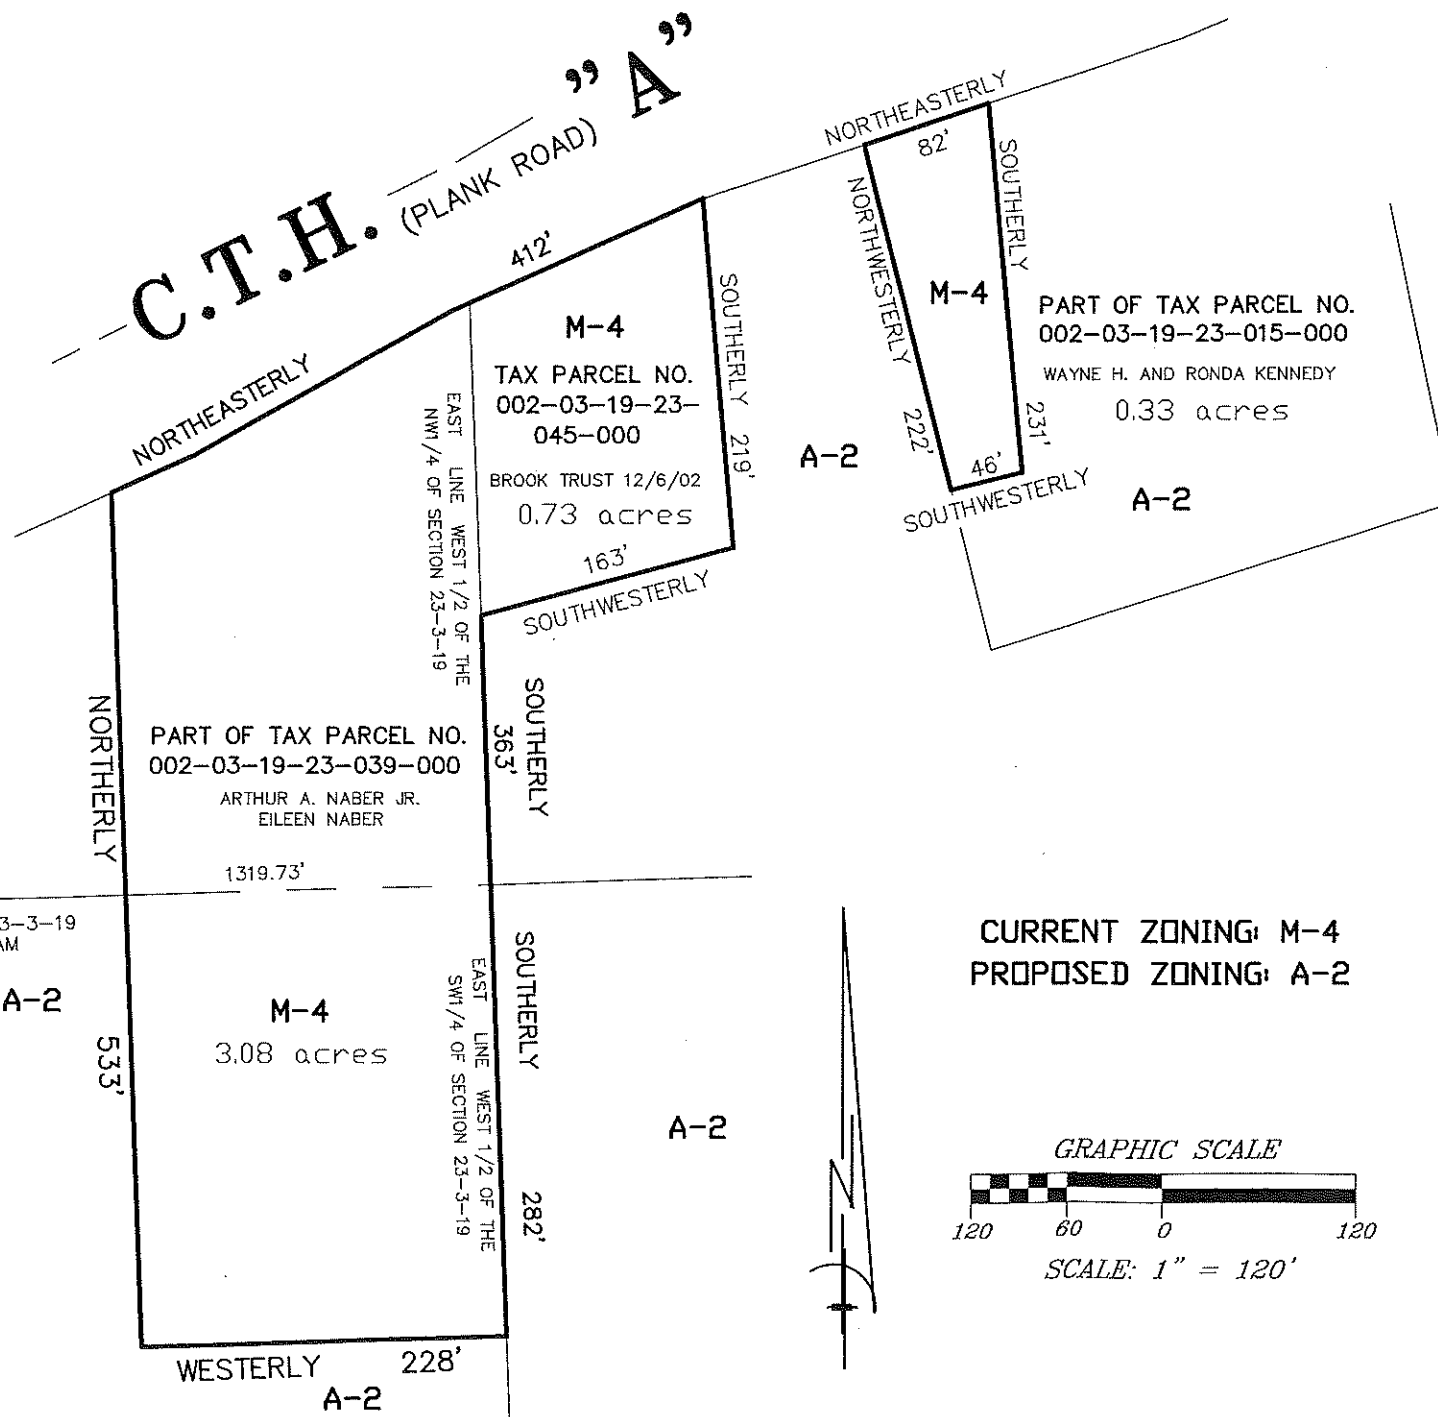 C.T.H. "A"
(PLANK ROAD)
NORTHEASTERLY
82'
SOUTHERLY
NORTHWESTERLY
M-4
222'
231'
46'
SOUTHWESTERLY
PART OF TAX PARCEL NO.
002-03-19-23-015-000
WAYNE H. AND RONDA KENNEDY
0.33 acres
A-2
A-2
412'
NORTHEASTERLY
M-4
TAX PARCEL NO.
002-03-19-23-
045-000
BROOK TRUST 12/6/02
0.73 acres
SOUTHERLY 219'
163'
SOUTHWESTERLY
EAST LINE WEST 1/2 OF THE
NW1/4 OF SECTION 23-3-19
NORTHERLY
PART OF TAX PARCEL NO.
002-03-19-23-039-000
ARTHUR A. NABER JR.
EILEEN NABER
SOUTHERLY
363'
1319.73'
3-3-19
AM
A-2
533'
M-4
3.08 acres
EAST LINE WEST 1/2 OF THE
SW1/4 OF SECTION 23-3-19
SOUTHERLY 282'
A-2
WESTERLY 228'
A-2
CURRENT ZONING: M-4
PROPOSED ZONING: A-2
N
GRAPHIC SCALE
120 60 0 120
SCALE: 1" = 120'